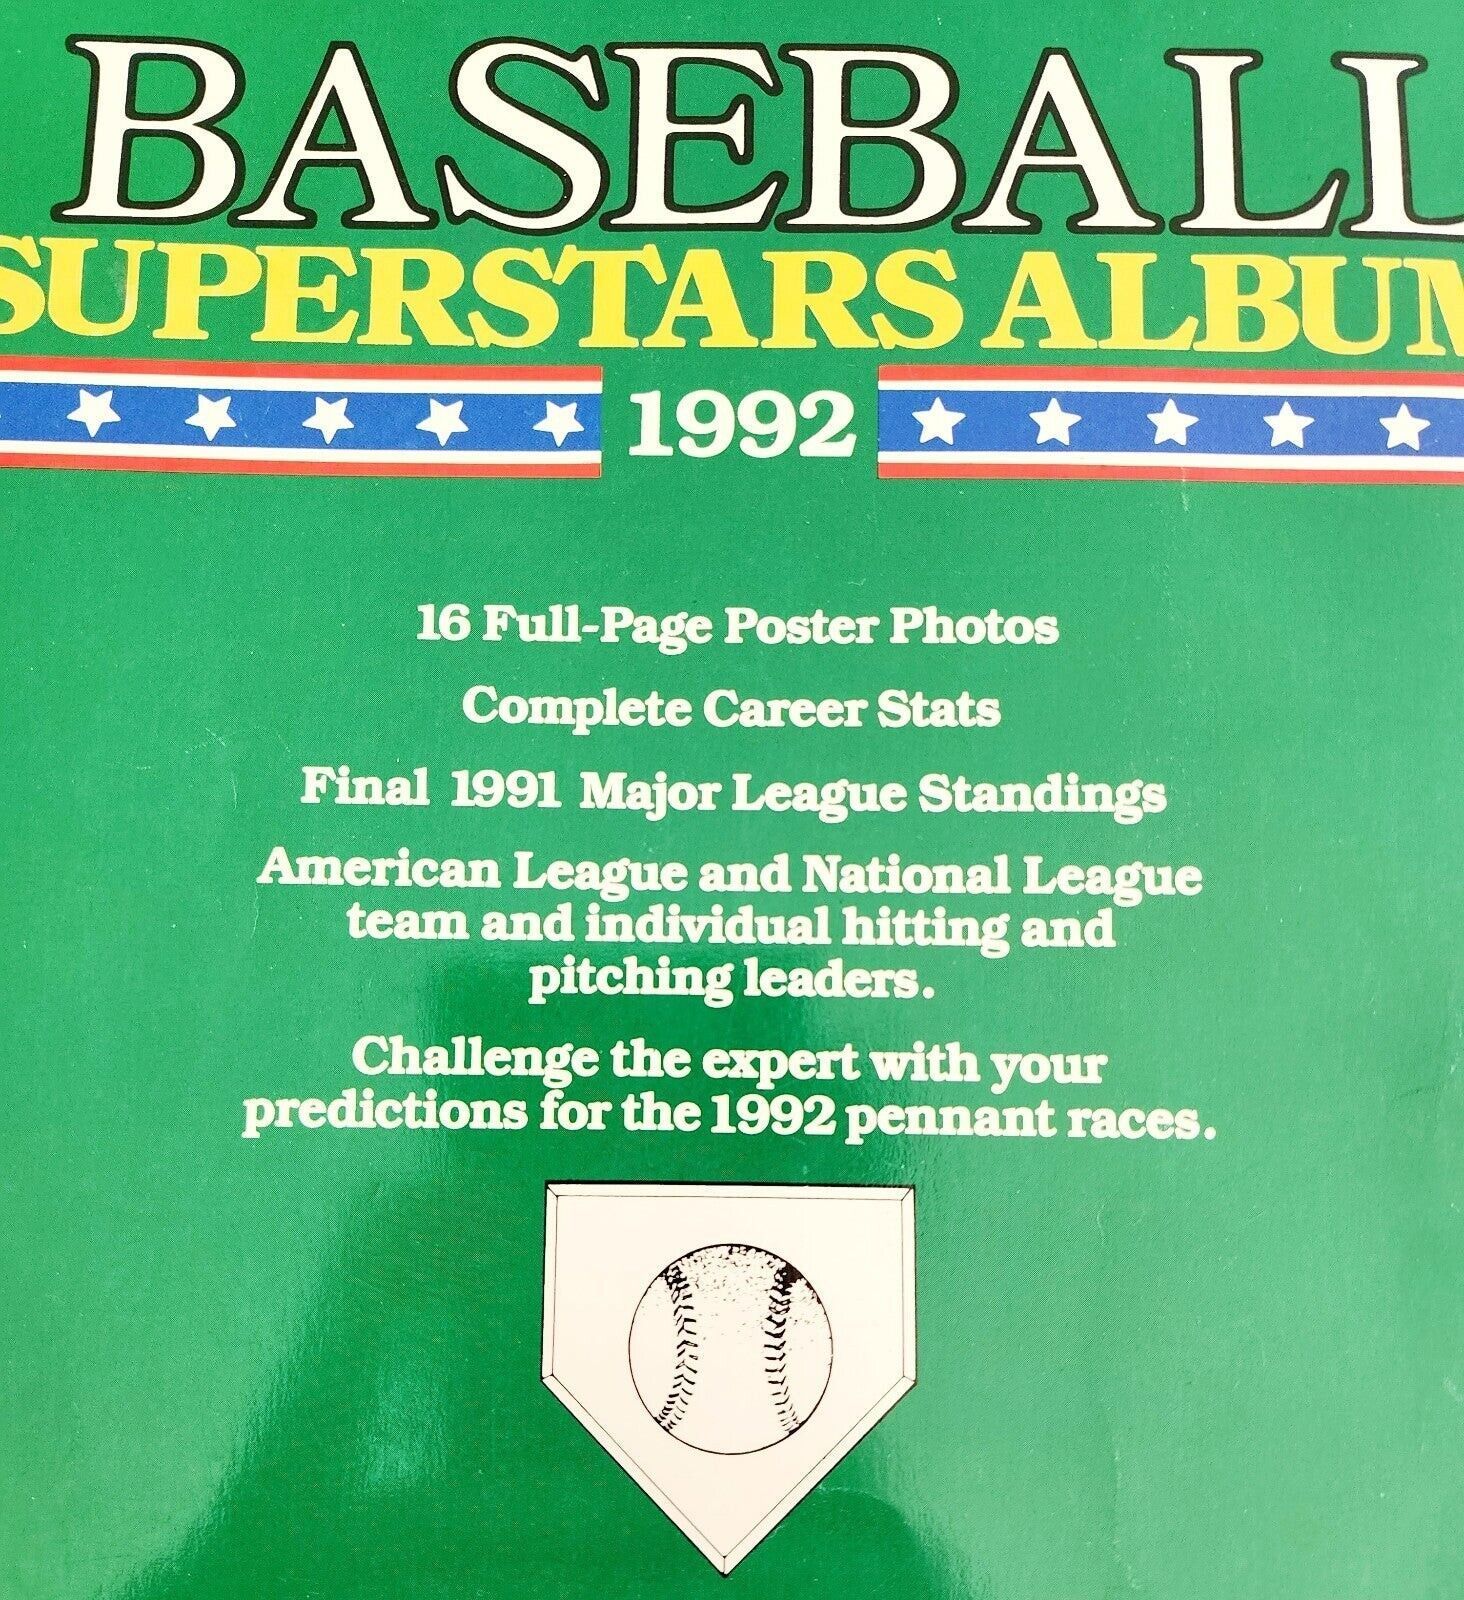 BASEBALL
SUPERSTARS ALBUM
1992
16 Full-Page Poster Photos
Complete Career Stats
Final 1991 Major League Standings
American League and National League
team and individual hitting and
pitching leaders.
Challenge the expert with your
predictions for the 1992 pennant races.